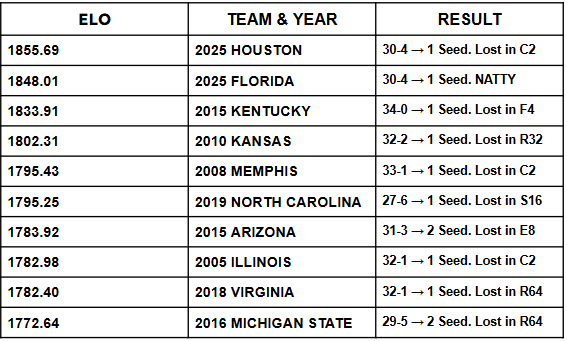 ELO TEAM & YEAR RESULT
1855.69 2025 HOUSTON 30-4 → 1 Seed. Lost in C2
1848.01 2025 FLORIDA 30-4 → 1 Seed. NATTY
1833.91 2015 KENTUCKY 34-0 → 1 Seed. Lost in F4
1802.31 2010 KANSAS 32-2 → 1 Seed. Lost in R32
1795.43 2008 MEMPHIS 33-1 → 1 Seed. Lost in C2
1795.25 2019 NORTH CAROLINA 27-6 → 1 Seed. Lost in S16
1783.92 2015 ARIZONA 31-3 → 2 Seed. Lost in E8
1782.98 2005 ILLINOIS 32-1 → 1 Seed. Lost in C2
1782.40 2018 VIRGINIA 32-1 → 1 Seed. Lost in R64
1772.64 2016 MICHIGAN STATE 29-5 → 2 Seed. Lost in R64